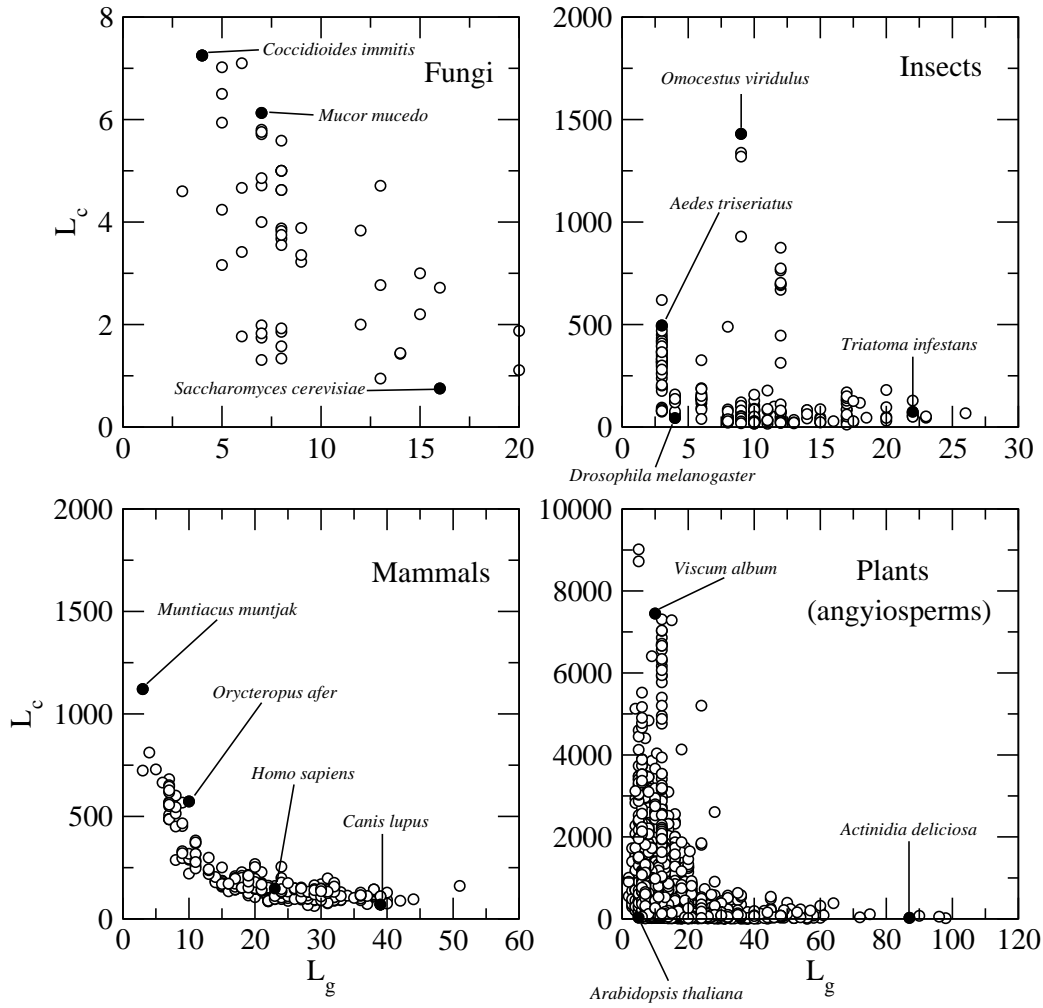 8
6
4
2
0
L_c
Coccidioides immitis
Fungi
Mucor mucedo
Saccharomyces cerevisiae
0 5 10 15 20
2000
1500
1000
500
0
Insects
Omocestus viridulus
Aedes triseriatus
Triatoma infestans
0 5 10 15 20 25 30
Drosophila melanogaster
2000
1500
1000
500
0
L_c
Mammals
Muntiacus muntjak
Orycteropus afer
Homo sapiens
Canis lupus
0 10 20 30 40 50 60
L_g
10000
8000
6000
4000
2000
0
Viscum album
Plants
(angyiosperms)
Actinidia deliciosa
0 20 40 60 80 100 120
L_g
Arabidopsis thaliana